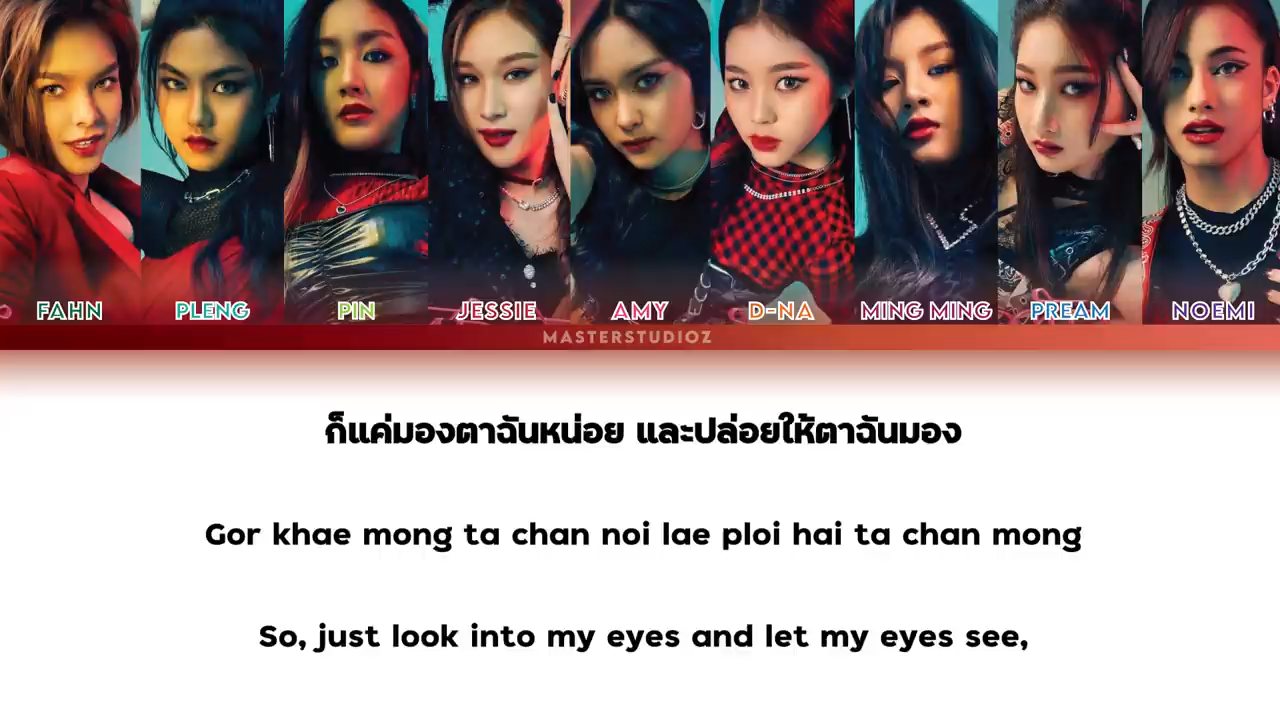 FAHN PLENG PIN JESSIE AMY D-NA MING MING PREAM NOEMI
MASTERSTUDIOZ
ก็แค่มองตาฉันหน่อย และปล่อยให้ตาฉันมอง
Gor khae mong ta chan noi lae ploi hai ta chan mong
So, just look into my eyes and let my eyes see,